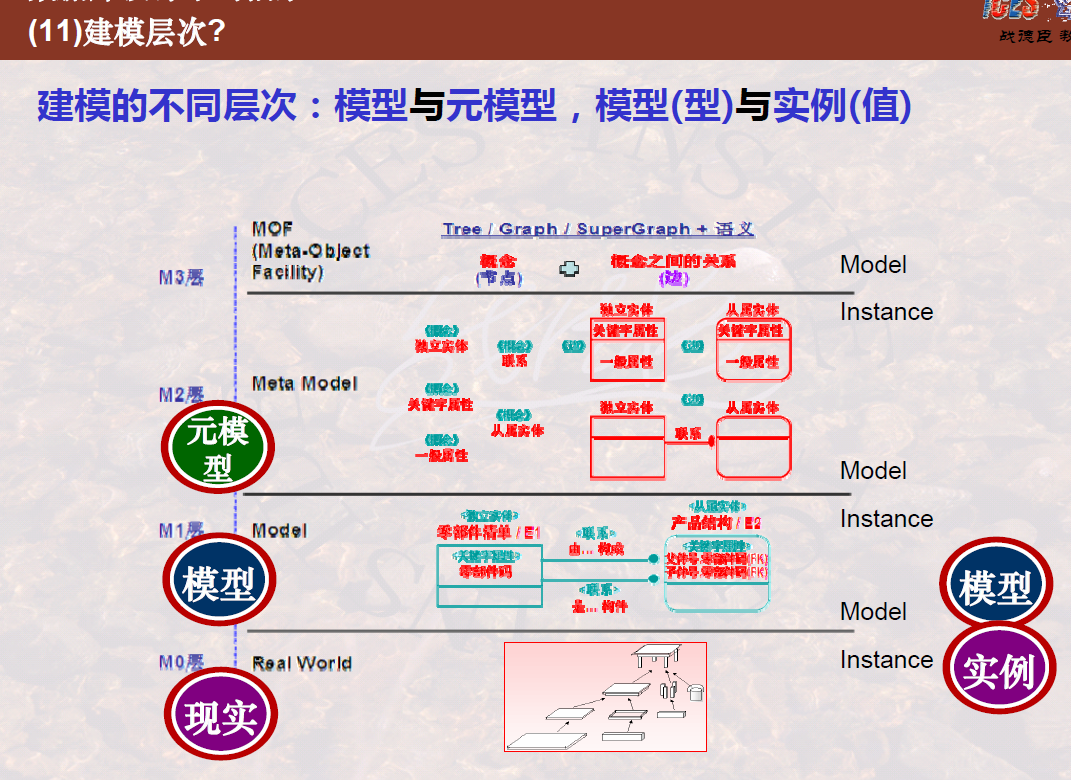 (11)建模层次?
战德臣
建模的不同层次：模型与元模型，模型(型)与实例(值)
MOF
(Meta-Object
Facility)
Tree / Graph / SuperGraph + 语义
概念
(节点)
概念之间的关系
(边)
M3层
Model
Instance
《概念》
独立实体
《概念》
联系
独立实体
关键字属性
一般属性
从属实体
关键字属性
一般属性
M2层
Meta Model
《概念》
关键字属性
《概念》
从属实体
《概念》
一般属性
独立实体
联系
从属实体
元模
型
Model
Instance
M1层
Model
<独立实体>
零部件清单 / E1
<关键字属性>
零部件码
<联系>
由... 构成
<联系>
是... 构件
<从属实体>
产品结构 / E2
<关键字属性>
父件号.零部件码(FK)
子件号.零部件码(FK)
模型
模型
Model
Instance
M0层
Real World
现实
实例